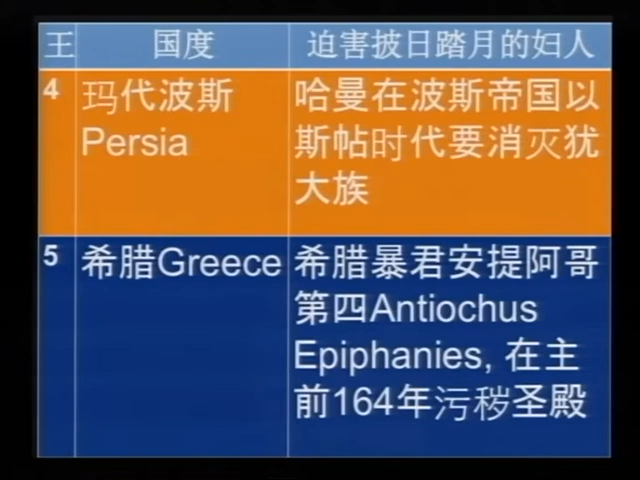 王 国度 迫害披日踏月的妇人
4 玛代波斯 哈曼在波斯帝国以
Persia 斯帖时代要消灭犹
大族
5 希腊Greece 希腊暴君安提阿哥
第四Antiochus
Epiphanies, 在主
前164年污秽圣殿